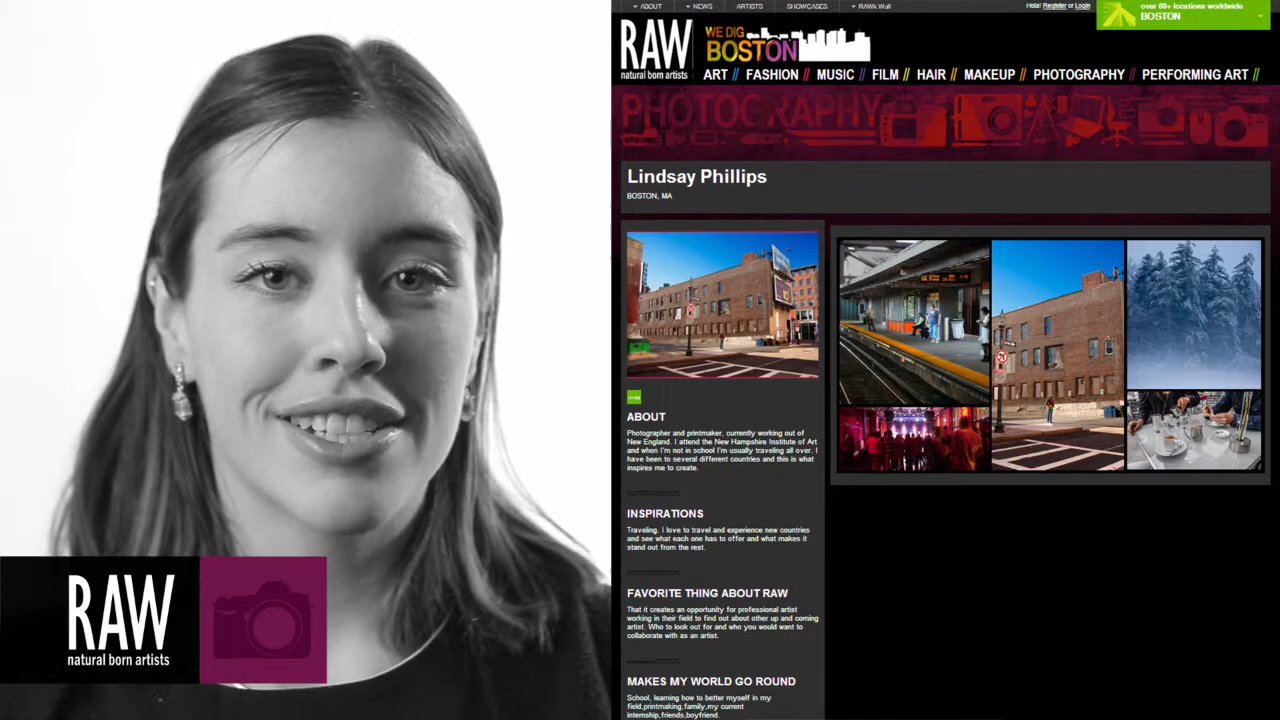 ABOUT
NEWS
ARTISTS
SHOWCASES
RAWk Wall
Hola! Register or Login
over 60+ locations worldwide
BOSTON
RAW
natural born artists
WE DIG
BOSTON
ART // FASHION // MUSIC // FILM // HAIR // MAKEUP // PHOTOGRAPHY // PERFORMING ART //
PHOTOGRAPHY
Lindsay Phillips
BOSTON, MA
ABOUT
Photographer and printmaker, currently working out of
New England. I attend the New Hampshire Institute of Art
and when I'm not in school I'm usually traveling all over. I
have been to several different countries and this is what
inspires me to create.
INSPIRATIONS
Traveling. I love to travel and experience new countries
and see what each one has to offer and what makes it
stand out from the rest.
FAVORITE THING ABOUT RAW
That it creates an opportunity for professional artist
working in their field to find out about other up and coming
artist. Who to look out for and who you would want to
collaborate with as an artist.
MAKES MY WORLD GO ROUND
School, learning how to better myself in my
field,printmaking,family,my current
internship,friends,boyfriend.
RAW
natural born artists